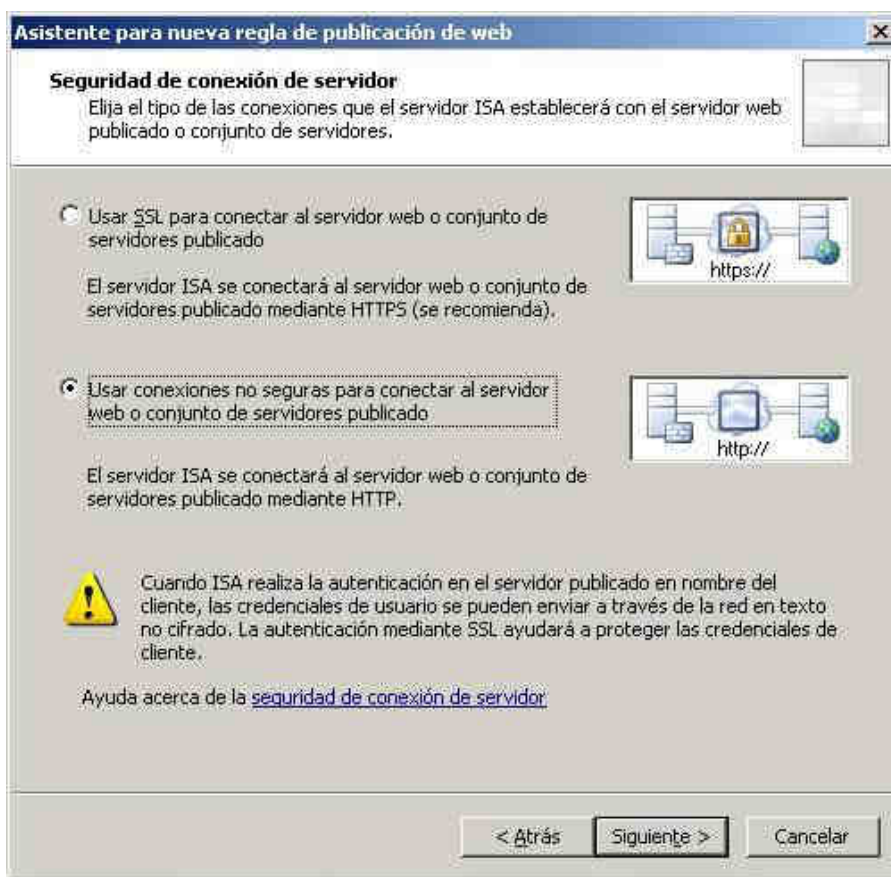 Asistente para nueva regla de publicación de web
Seguridad de conexión de servidor
Elija el tipo de las conexiones que el servidor ISA establecerá con el servidor web
publicado o conjunto de servidores.
Usar SSL para conectar al servidor web o conjunto de
servidores publicado
https://
El servidor ISA se conectará al servidor web o conjunto de
servidores publicado mediante HTTPS (se recomienda).
Usar conexiones no seguras para conectar al servidor
web o conjunto de servidores publicado
http://
El servidor ISA se conectará al servidor web o conjunto de
servidores publicado mediante HTTP.
Cuando ISA realiza la autenticación en el servidor publicado en nombre del
cliente, las credenciales de usuario se pueden enviar a través de la red en texto
no cifrado. La autenticación mediante SSL ayudará a proteger las credenciales de
cliente.
Ayuda acerca de la seguridad de conexión de servidor
< Atrás Siguiente > Cancelar